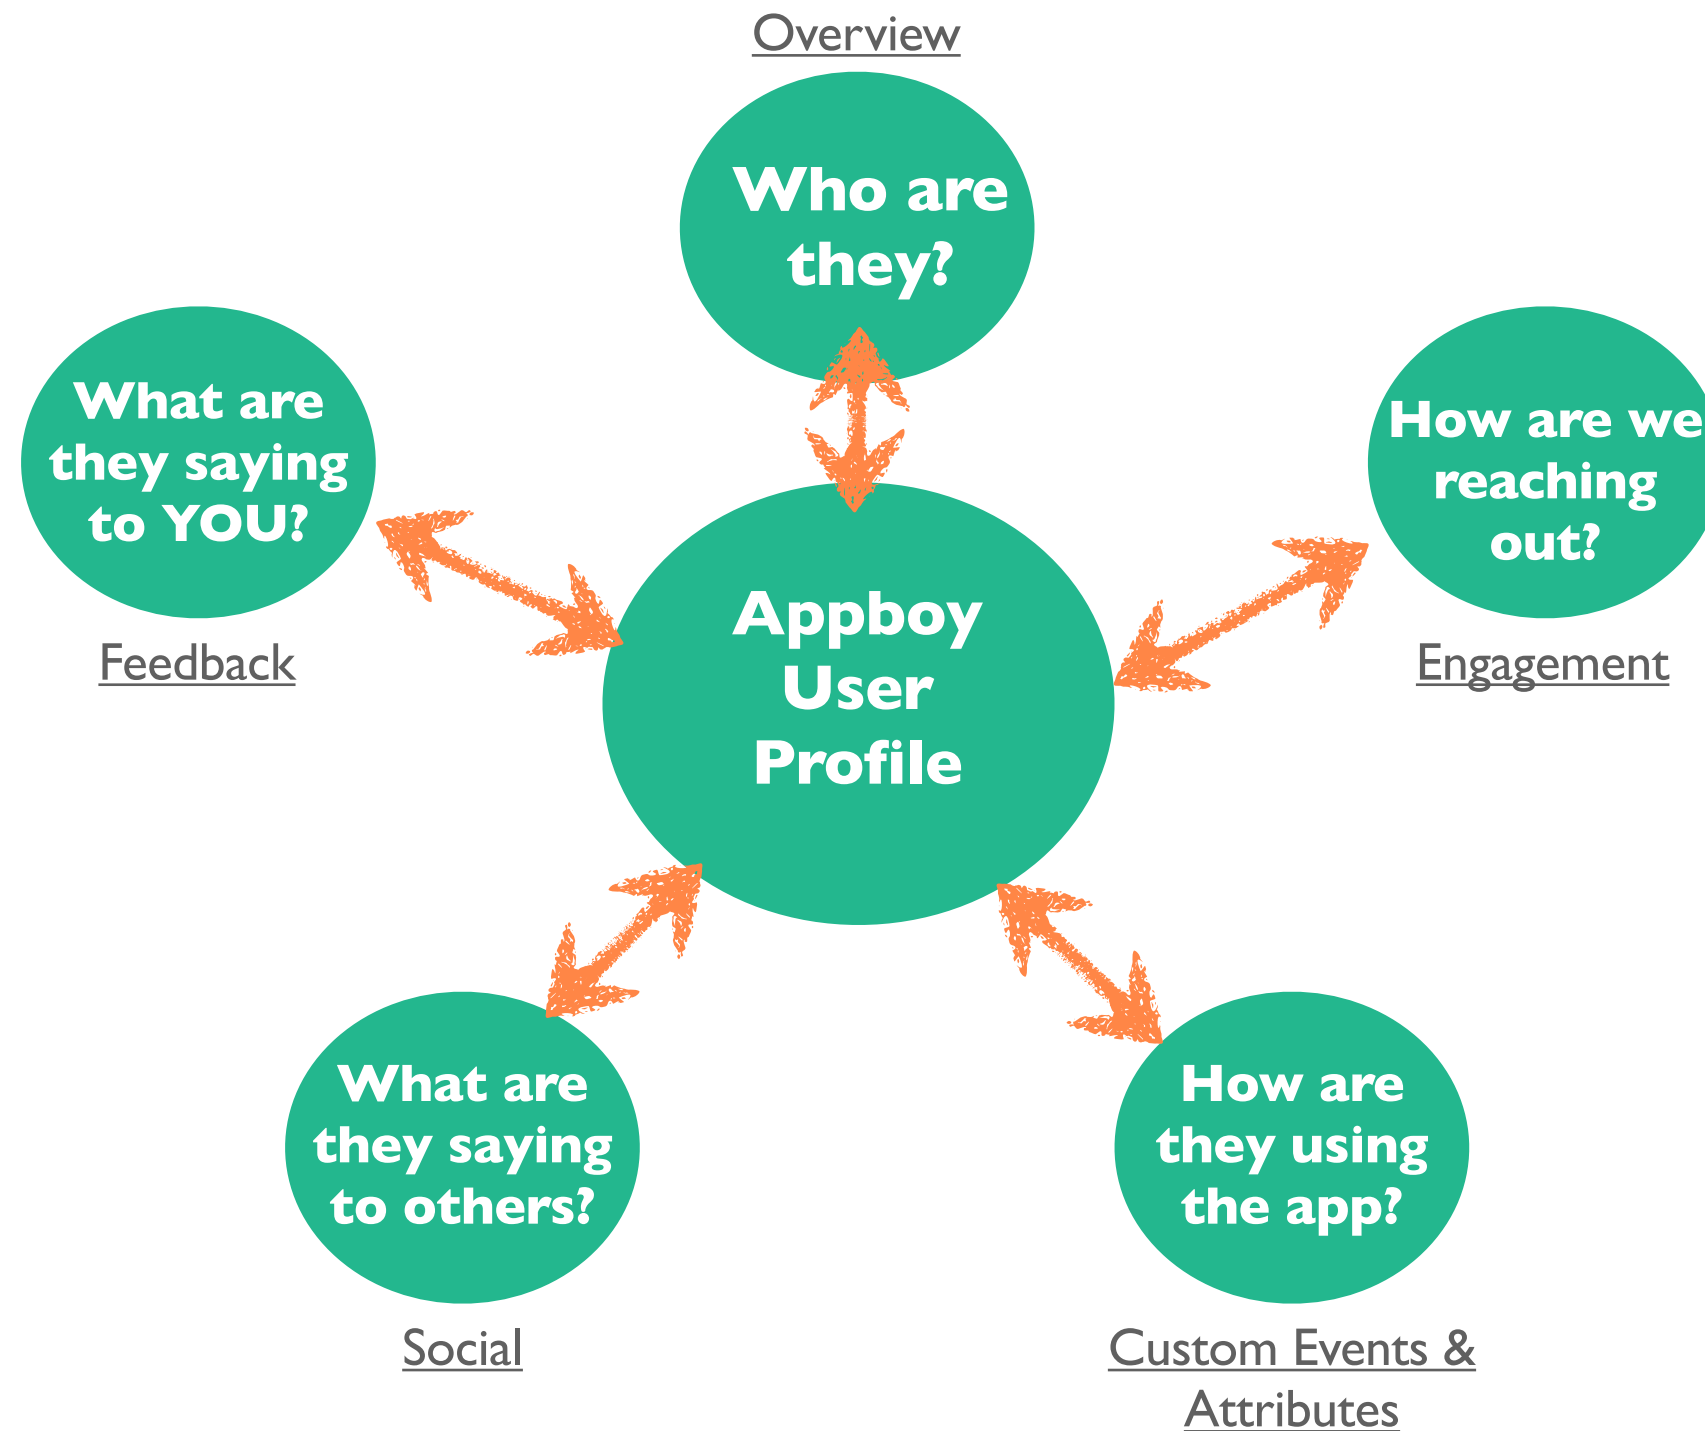 Overview
Who are
they?
What are
they saying
to YOU?
Feedback
How are we
reaching
out?
Engagement
Appboy
User
Profile
What are
they saying
to others?
Social
How are
they using
the app?
Custom Events &
Attributes